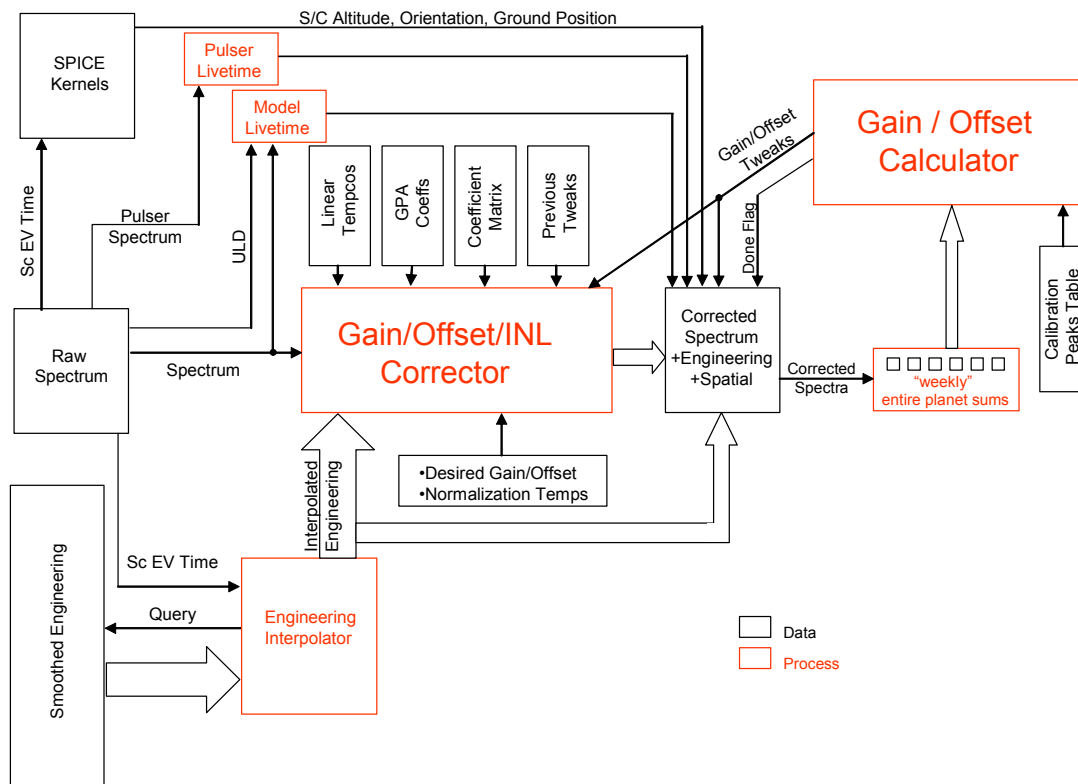 S/C Altitude, Orientation, Ground Position
SPICE
Kernels
Pulser
Livetime
Model
Livetime
Gain / Offset
Calculator
Gain/Offset
Tweaks
Sc EV Time
Pulser
Spectrum
ULD
Linear
Tempcos
GPA
Coeffs
Coefficient
Matrix
Previous
Tweaks
Done Flag
Calibration
Peaks Table
Raw
Spectrum
Spectrum
Gain/Offset/INL
Corrector
Corrected
Spectrum
+Engineering
+Spatial
Corrected
Spectra
“weekly”
entire planet sums
•Desired Gain/Offset
•Normalization Temps
Interpolated
Engineering
Smoothed Engineering
Sc EV Time
Query
Engineering
Interpolator
Data
Process